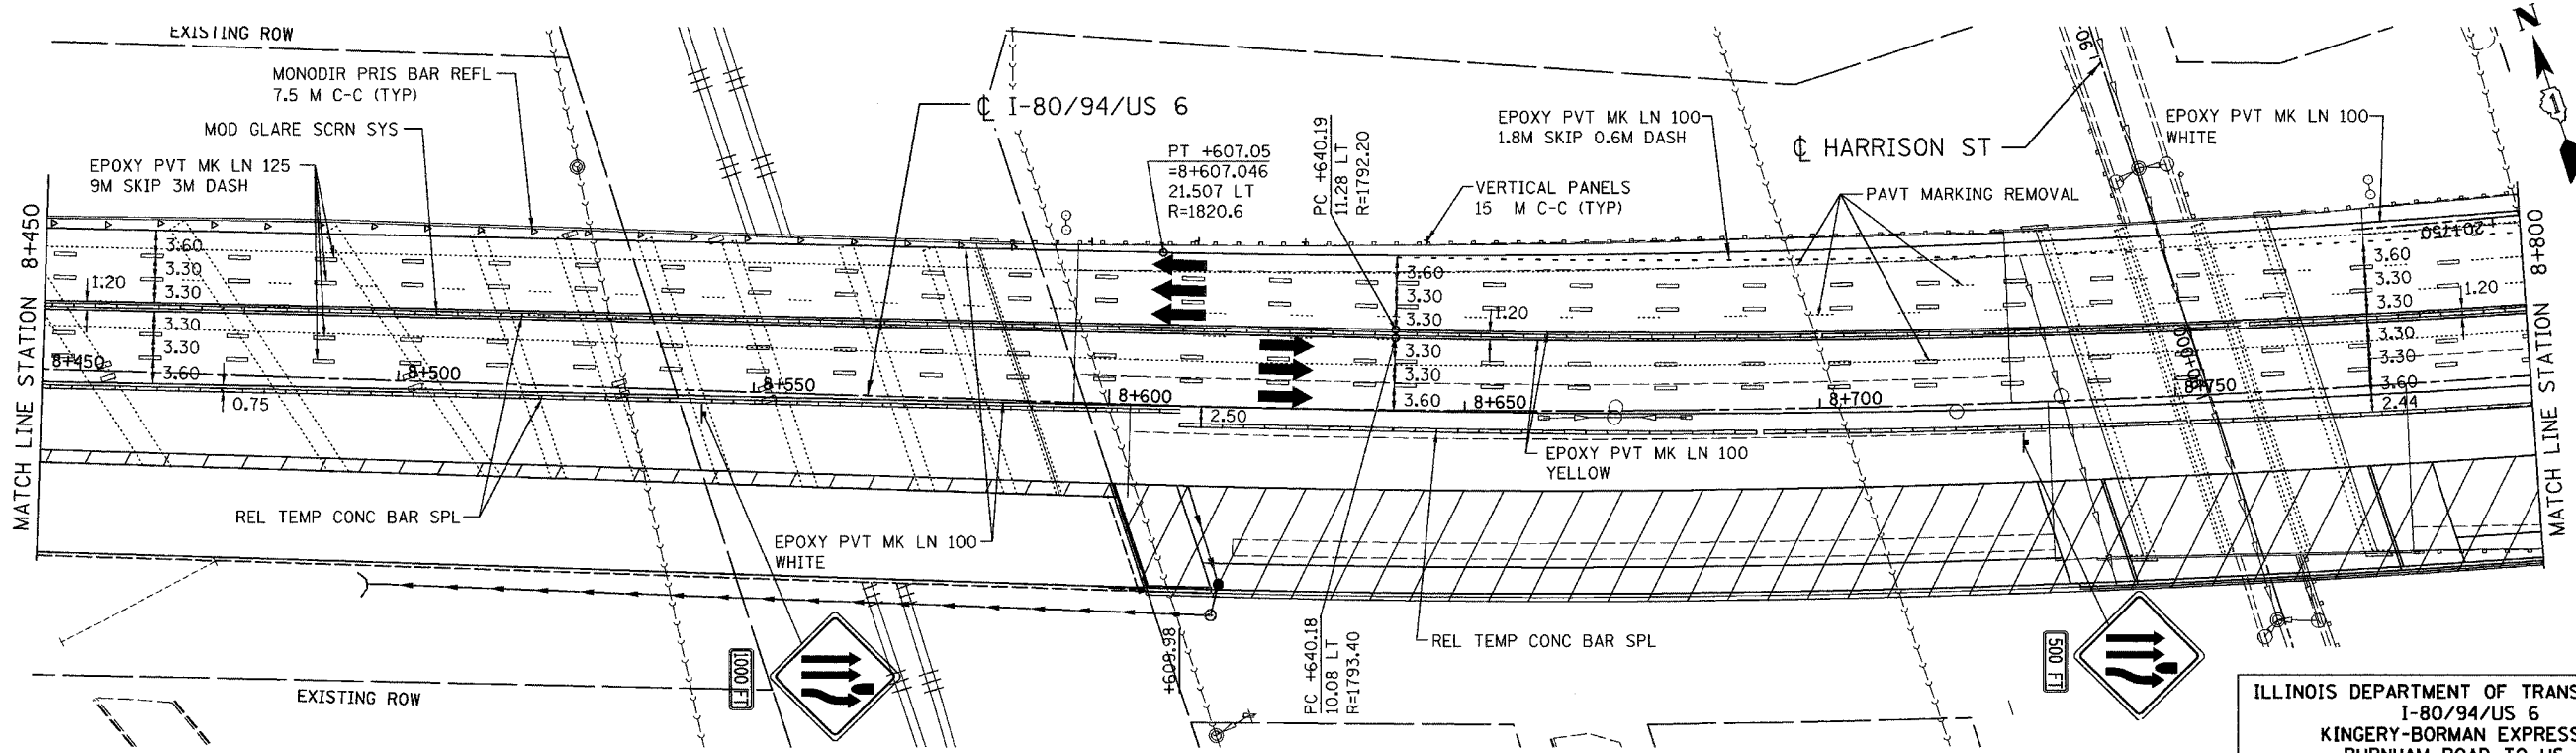 EXISTING ROW
MONODIR PRIS BAR REFL
7.5 M C-C (TYP)
MOD GLARE SCRN SYS
EPOXY PVT MK LN 125
9M SKIP 3M DASH
℄ I-80/94/US 6
PT +607.05
=8+607.046
21.507 LT
R=1820.6
PC +640.19
11.28 LT
R=1792.20
EPOXY PVT MK LN 100
1.8M SKIP 0.6M DASH
VERTICAL PANELS
15 M C-C (TYP)
℄ HARRISON ST
PAVT MARKING REMOVAL
EPOXY PVT MK LN 100
WHITE
N
1
MATCH LINE STATION 8+450
3.60
3.30
3.30
1.20
3.30
3.30
3.60
0.75
8+450
8+500
8+550
8+600
2.50
3.60
3.30
3.30
1.20
3.30
3.30
3.60
8+650
8+700
8+750
3.60
3.30
3.30
1.20
3.30
3.30
3.60
2.44
MATCH LINE STATION 8+800
EPOXY PVT MK LN 100
YELLOW
REL TEMP CONC BAR SPL
EPOXY PVT MK LN 100
WHITE
1000 FT
+609.98
PC +640.18
10.08 LT
R=1793.40
REL TEMP CONC BAR SPL
500 FT
EXISTING ROW
ILLINOIS DEPARTMENT OF TRANS
I-80/94/US 6
KINGERY-BORMAN EXPRESS
BURNHAM ROAD TO US